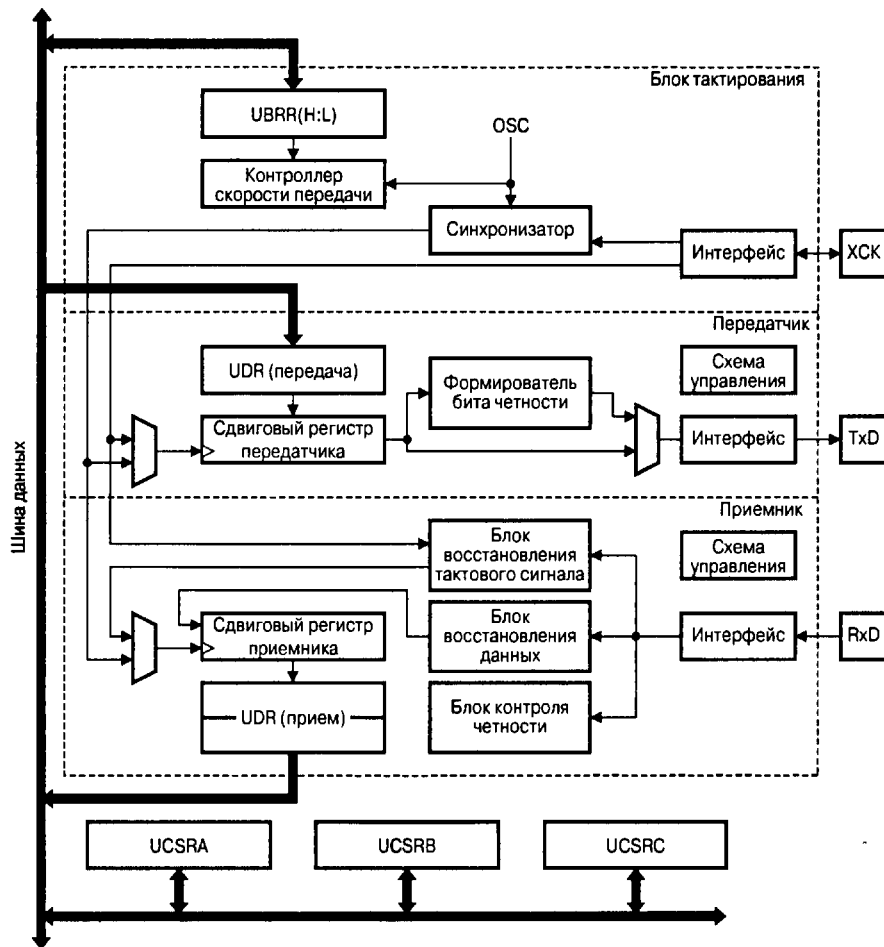 Блок тактирования
UBRR(H:L)
OSC
Контроллер
скорости передачи
Синхронизатор
Интерфейс
XCK
Передатчик
UDR (передача)
Формирователь
бита четности
Схема
управления
Сдвиговый регистр
передатчика
Интерфейс
TxD
Шина данных
Приемник
Блок
восстановления
тактового сигнала
Схема
управления
Сдвиговый регистр
приемника
Блок
восстановления
данных
Интерфейс
RxD
UDR (прием)
Блок контроля
четности
UCSRA
UCSRB
UCSRC